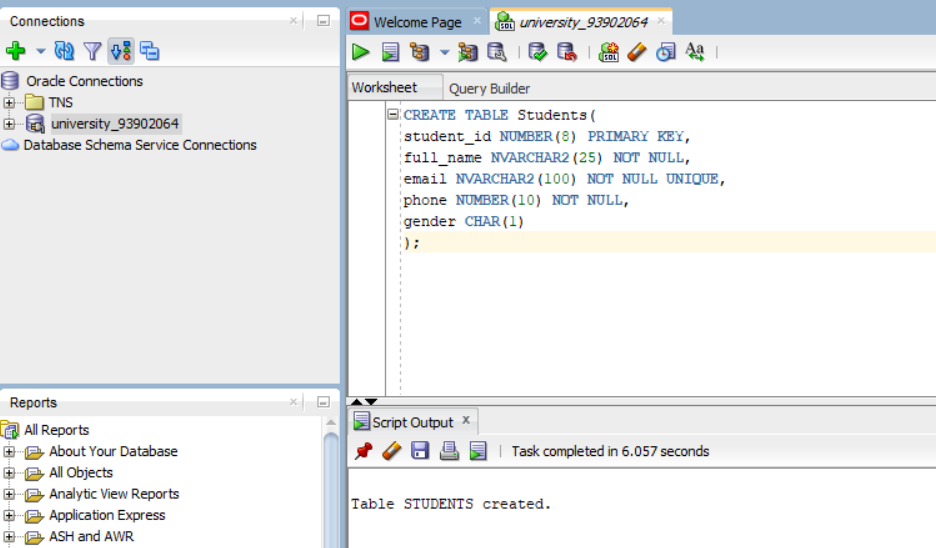 Connections
Oracle Connections
TNS
university_93902064
Database Schema Service Connections
Reports
All Reports
About Your Database
All Objects
Analytic View Reports
Application Express
ASH and AWR
Welcome Page
university_93902064
Worksheet
Query Builder
CREATE TABLE Students(
student_id NUMBER(8) PRIMARY KEY,
full_name NVARCHAR2(25) NOT NULL,
email NVARCHAR2(100) NOT NULL UNIQUE,
phone NUMBER(10) NOT NULL,
gender CHAR(1)
);
Script Output
Task completed in 6.057 seconds
Table STUDENTS created.